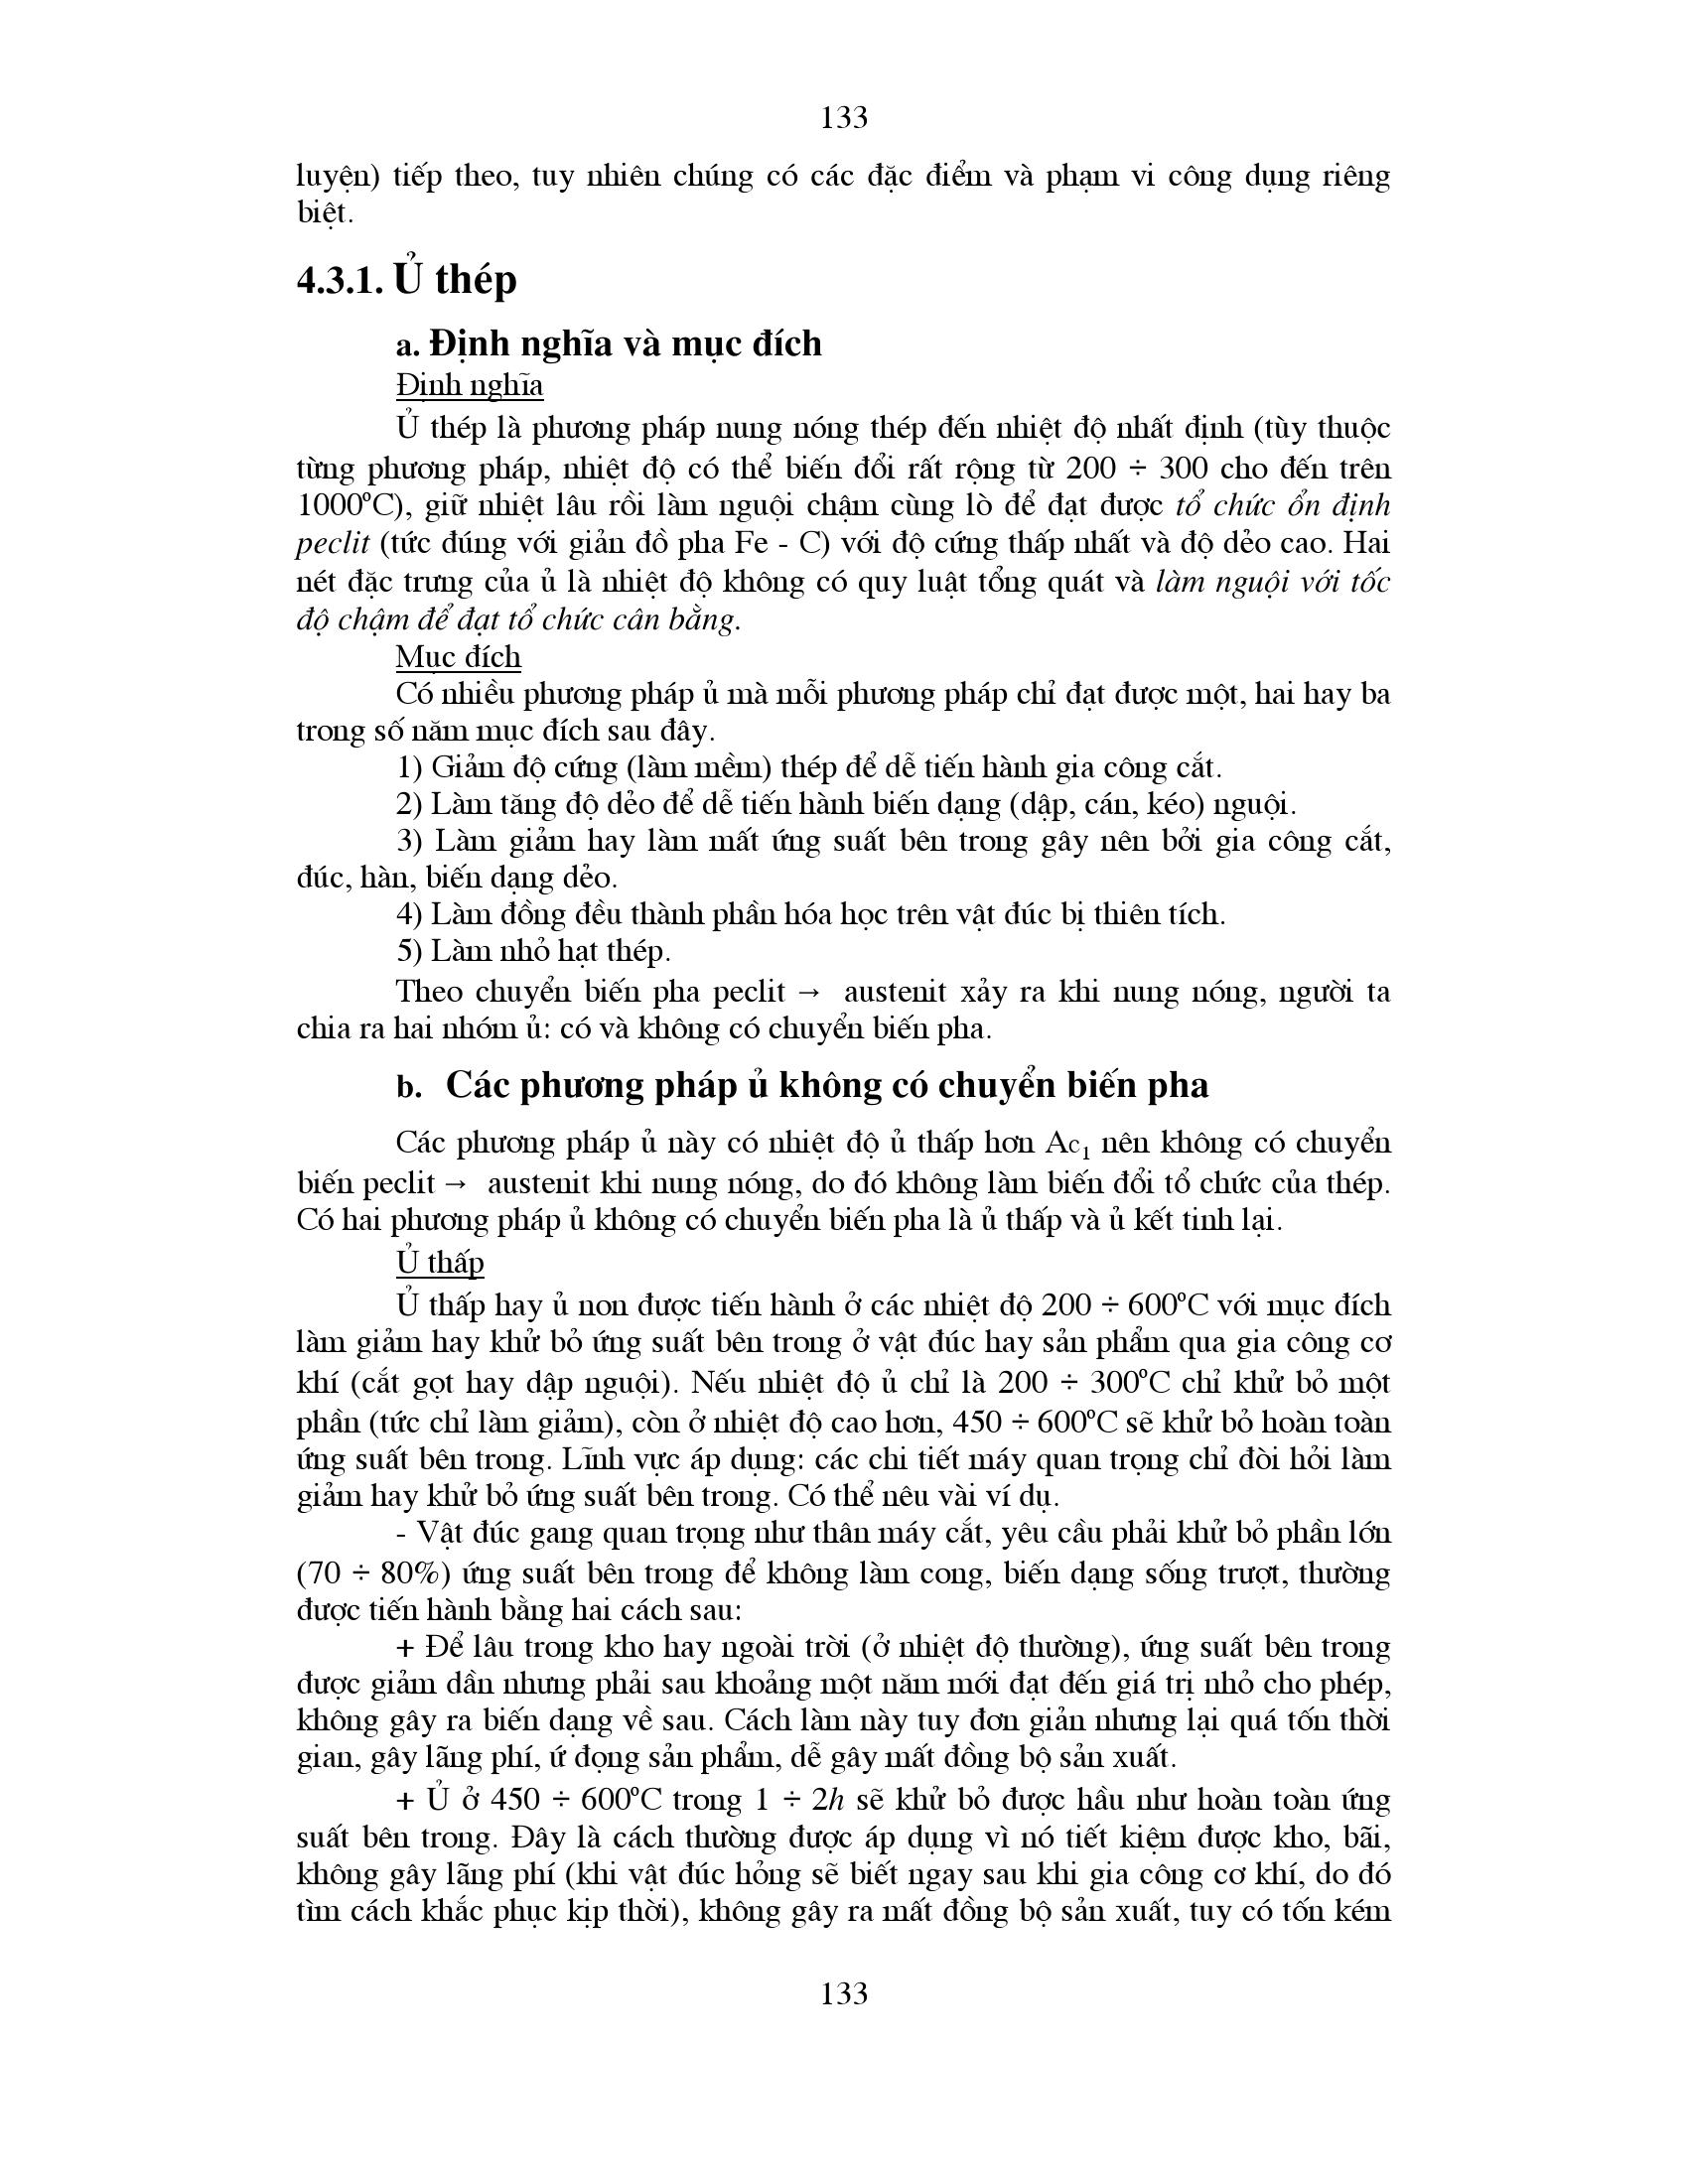 133
luyện) tiếp theo, tuy nhiên chúng có các đặc điểm và phạm vi công dụng riêng
biệt.
4.3.1. Ủ thép
a. Định nghĩa và mục đích
Định nghĩa
Ủ thép là phương pháp nung nóng thép đến nhiệt độ nhất định (tùy thuộc
từng phương pháp, nhiệt độ có thể biến đổi rất rộng từ 200 ÷ 300 cho đến trên
1000ºC), giữ nhiệt lâu rồi làm nguội chậm cùng lò để đạt được tổ chức ổn định
peclit (tức đúng với giản đồ pha Fe - C) với độ cứng thấp nhất và độ dẻo cao. Hai
nét đặc trưng của ủ là nhiệt độ không có quy luật tổng quát và làm nguội với tốc
độ chậm để đạt tổ chức cân bằng.
Mục đích
Có nhiều phương pháp ủ mà mỗi phương pháp chỉ đạt được một, hai hay ba
trong số năm mục đích sau đây.
1) Giảm độ cứng (làm mềm) thép để dễ tiến hành gia công cắt.
2) Làm tăng độ dẻo để dễ tiến hành biến dạng (dập, cán, kéo) nguội.
3) Làm giảm hay làm mất ứng suất bên trong gây nên bởi gia công cắt,
đúc, hàn, biến dạng dẻo.
4) Làm đồng đều thành phần hóa học trên vật đúc bị thiên tích.
5) Làm nhỏ hạt thép.
Theo chuyển biến pha peclit → austenit xảy ra khi nung nóng, người ta
chia ra hai nhóm ủ: có và không có chuyển biến pha.
b. Các phương pháp ủ không có chuyển biến pha
Các phương pháp ủ này có nhiệt độ ủ thấp hơn Ac₁ nên không có chuyển
biến peclit → austenit khi nung nóng, do đó không làm biến đổi tổ chức của thép.
Có hai phương pháp ủ không có chuyển biến pha là ủ thấp và ủ kết tinh lại.
Ủ thấp
Ủ thấp hay ủ non được tiến hành ở các nhiệt độ 200 ÷ 600ºC với mục đích
làm giảm hay khử bỏ ứng suất bên trong ở vật đúc hay sản phẩm qua gia công cơ
khí (cắt gọt hay dập nguội). Nếu nhiệt độ ủ chỉ là 200 ÷ 300ºC chỉ khử bỏ một
phần (tức chỉ làm giảm), còn ở nhiệt độ cao hơn, 450 ÷ 600ºC sẽ khử bỏ hoàn toàn
ứng suất bên trong. Lĩnh vực áp dụng: các chi tiết máy quan trọng chỉ đòi hỏi làm
giảm hay khử bỏ ứng suất bên trong. Có thể nêu vài ví dụ.
- Vật đúc gang quan trọng như thân máy cắt, yêu cầu phải khử bỏ phần lớn
(70 ÷ 80%) ứng suất bên trong để không làm cong, biến dạng sống trượt, thường
được tiến hành bằng hai cách sau:
+ Để lâu trong kho hay ngoài trời (ở nhiệt độ thường), ứng suất bên trong
được giảm dần nhưng phải sau khoảng một năm mới đạt đến giá trị nhỏ cho phép,
không gây ra biến dạng về sau. Cách làm này tuy đơn giản nhưng lại quá tốn thời
gian, gây lãng phí, ứ đọng sản phẩm, dễ gây mất đồng bộ sản xuất.
+ Ủ ở 450 ÷ 600ºC trong 1 ÷ 2h sẽ khử bỏ được hầu như hoàn toàn ứng
suất bên trong. Đây là cách thường được áp dụng vì nó tiết kiệm được kho, bãi,
không gây lãng phí (khi vật đúc hỏng sẽ biết ngay sau khi gia công cơ khí, do đó
tìm cách khắc phục kịp thời), không gây ra mất đồng bộ sản xuất, tuy có tốn kém
133